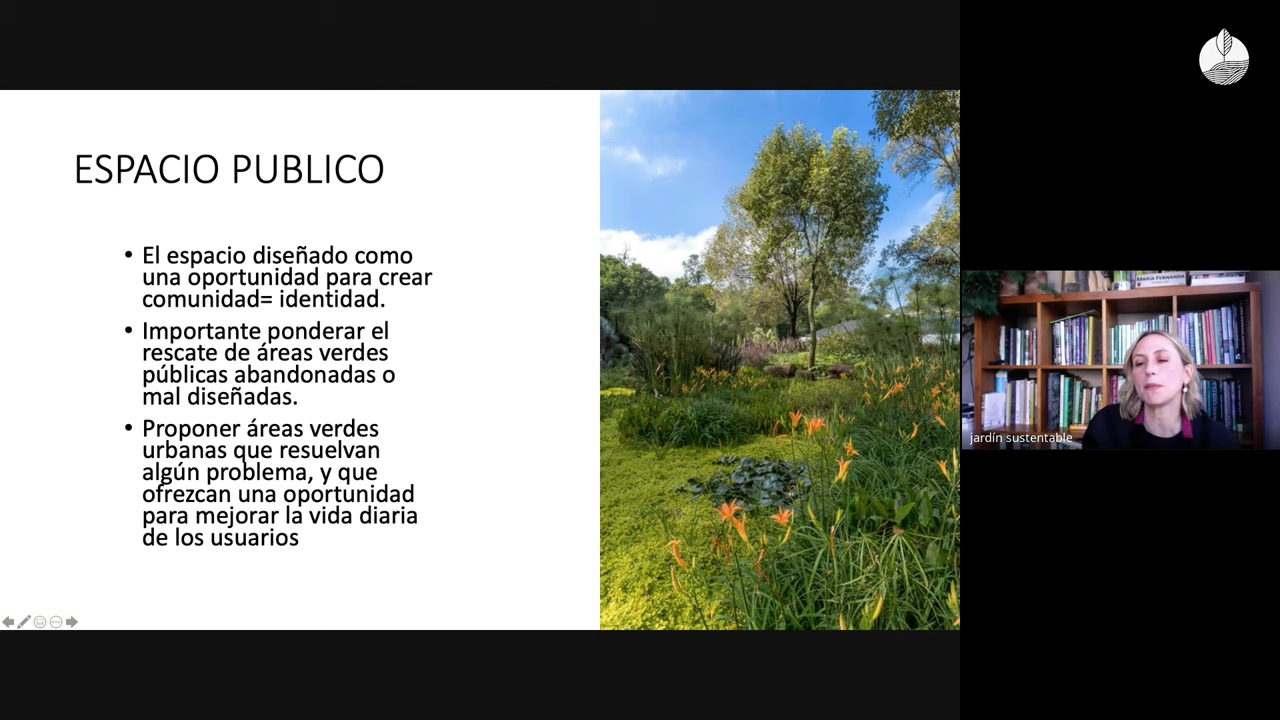 ESPACIO PUBLICO
• El espacio diseñado como
una oportunidad para crear
comunidad= identidad.
• Importante ponderar el
rescate de áreas verdes
públicas abandonadas o
mal diseñadas.
• Proponer áreas verdes
urbanas que resuelvan
algún problema, y que
ofrezcan una oportunidad
para mejorar la vida diaria
de los usuarios
MARÍA FERNANDA
jardín sustentable